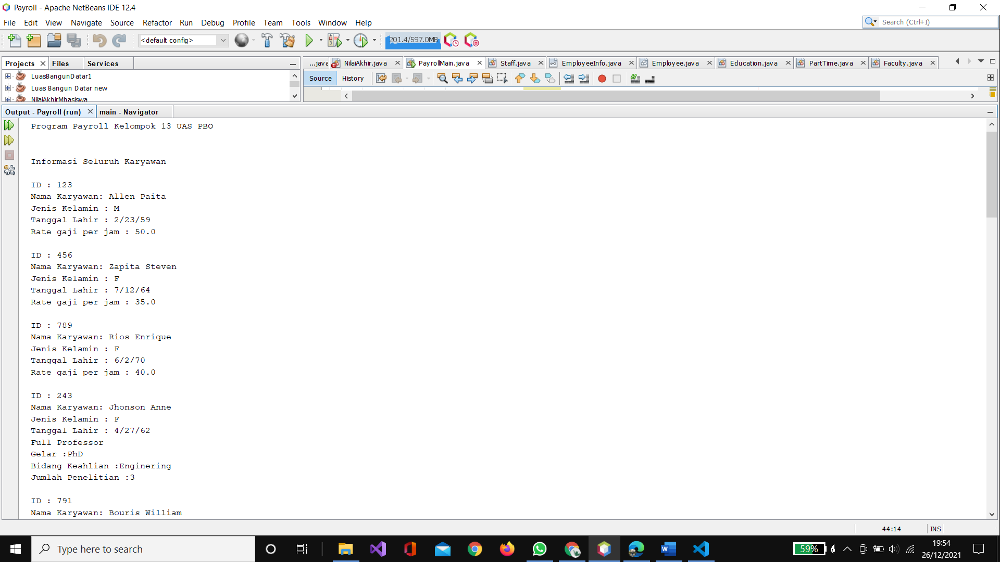 Payroll - Apache NetBeans IDE 12.4
File Edit View Navigate Source Refactor Run Debug Profile Team Tools Window Help
Search (Ctrl+I)
<default config>
201.4/597.0MB
Projects Files Services
...java NilaiAkhir.java PayrollMain.java Staff.java EmployeeInfo.java Employee.java Education.java PartTime.java Faculty.java
Source History
LuasBangunDatar1
Luas Bangun Datar new
NilaiAkhirMhasiswa
Output - Payroll (run) main - Navigator
Program Payroll Kelompok 13 UAS PBO
Informasi Seluruh Karyawan
ID : 123
Nama Karyawan: Allen Paita
Jenis Kelamin : M
Tanggal Lahir : 2/23/59
Rate gaji per jam : 50.0
ID : 456
Nama Karyawan: Zapita Steven
Jenis Kelamin : F
Tanggal Lahir : 7/12/64
Rate gaji per jam : 35.0
ID : 789
Nama Karyawan: Rios Enrique
Jenis Kelamin : F
Tanggal Lahir : 6/2/70
Rate gaji per jam : 40.0
ID : 243
Nama Karyawan: Jhonson Anne
Jenis Kelamin : F
Tanggal Lahir : 4/27/62
Full Professor
Gelar :PhD
Bidang Keahlian :Enginering
Jumlah Penelitian :3
ID : 791
Nama Karyawan: Bouris William
44:14 INS
Type here to search
59%
19:54
26/12/2021